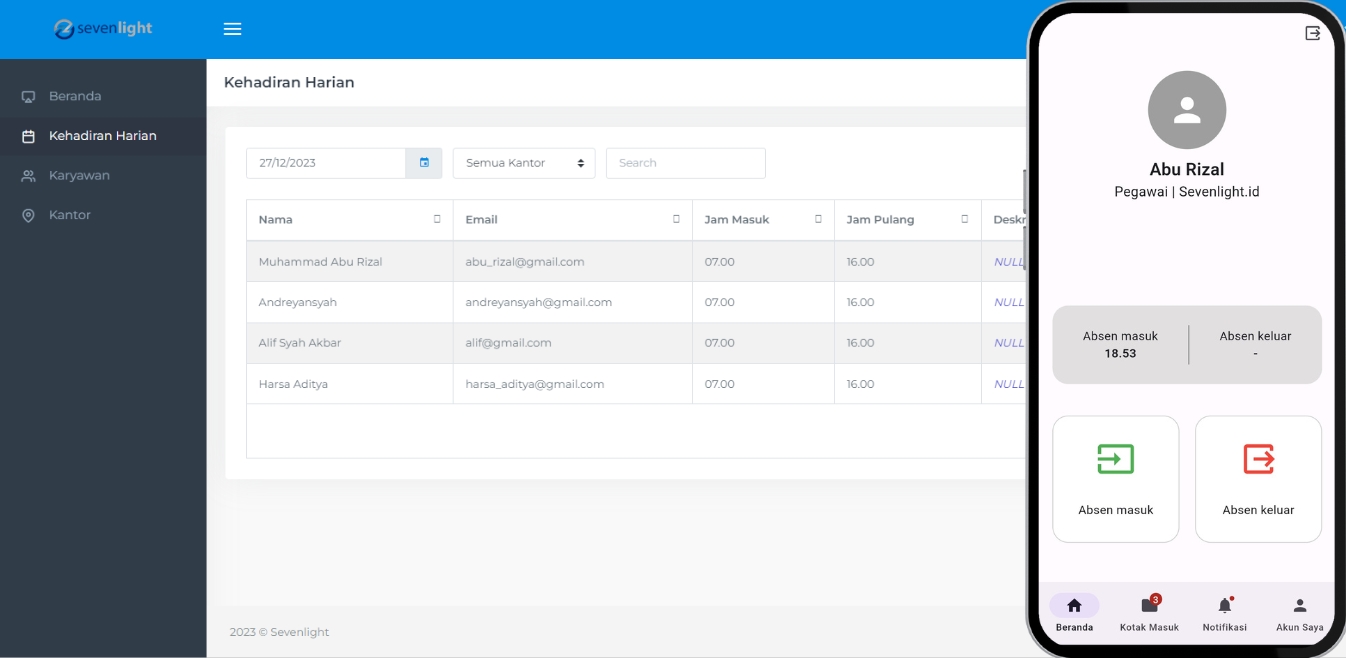 sevenlight
Beranda
Kehadiran Harian
Karyawan
Kantor
Kehadiran Harian
27/12/2023 Semua Kantor Search
Nama Email Jam Masuk Jam Pulang Deskr
Muhammad Abu Rizal abu_rizal@gmail.com 07.00 16.00 NULL
Andreyansyah andreyansyah@gmail.com 07.00 16.00 NULL
Alif Syah Akbar alif@gmail.com 07.00 16.00 NULL
Harsa Aditya harsa_aditya@gmail.com 07.00 16.00 NULL
2023 © Sevenlight
Abu Rizal
Pegawai | Sevenlight.id
Absen masuk Absen keluar
18.53 -
Absen masuk Absen keluar
3
Beranda Kotak Masuk Notifikasi Akun Saya